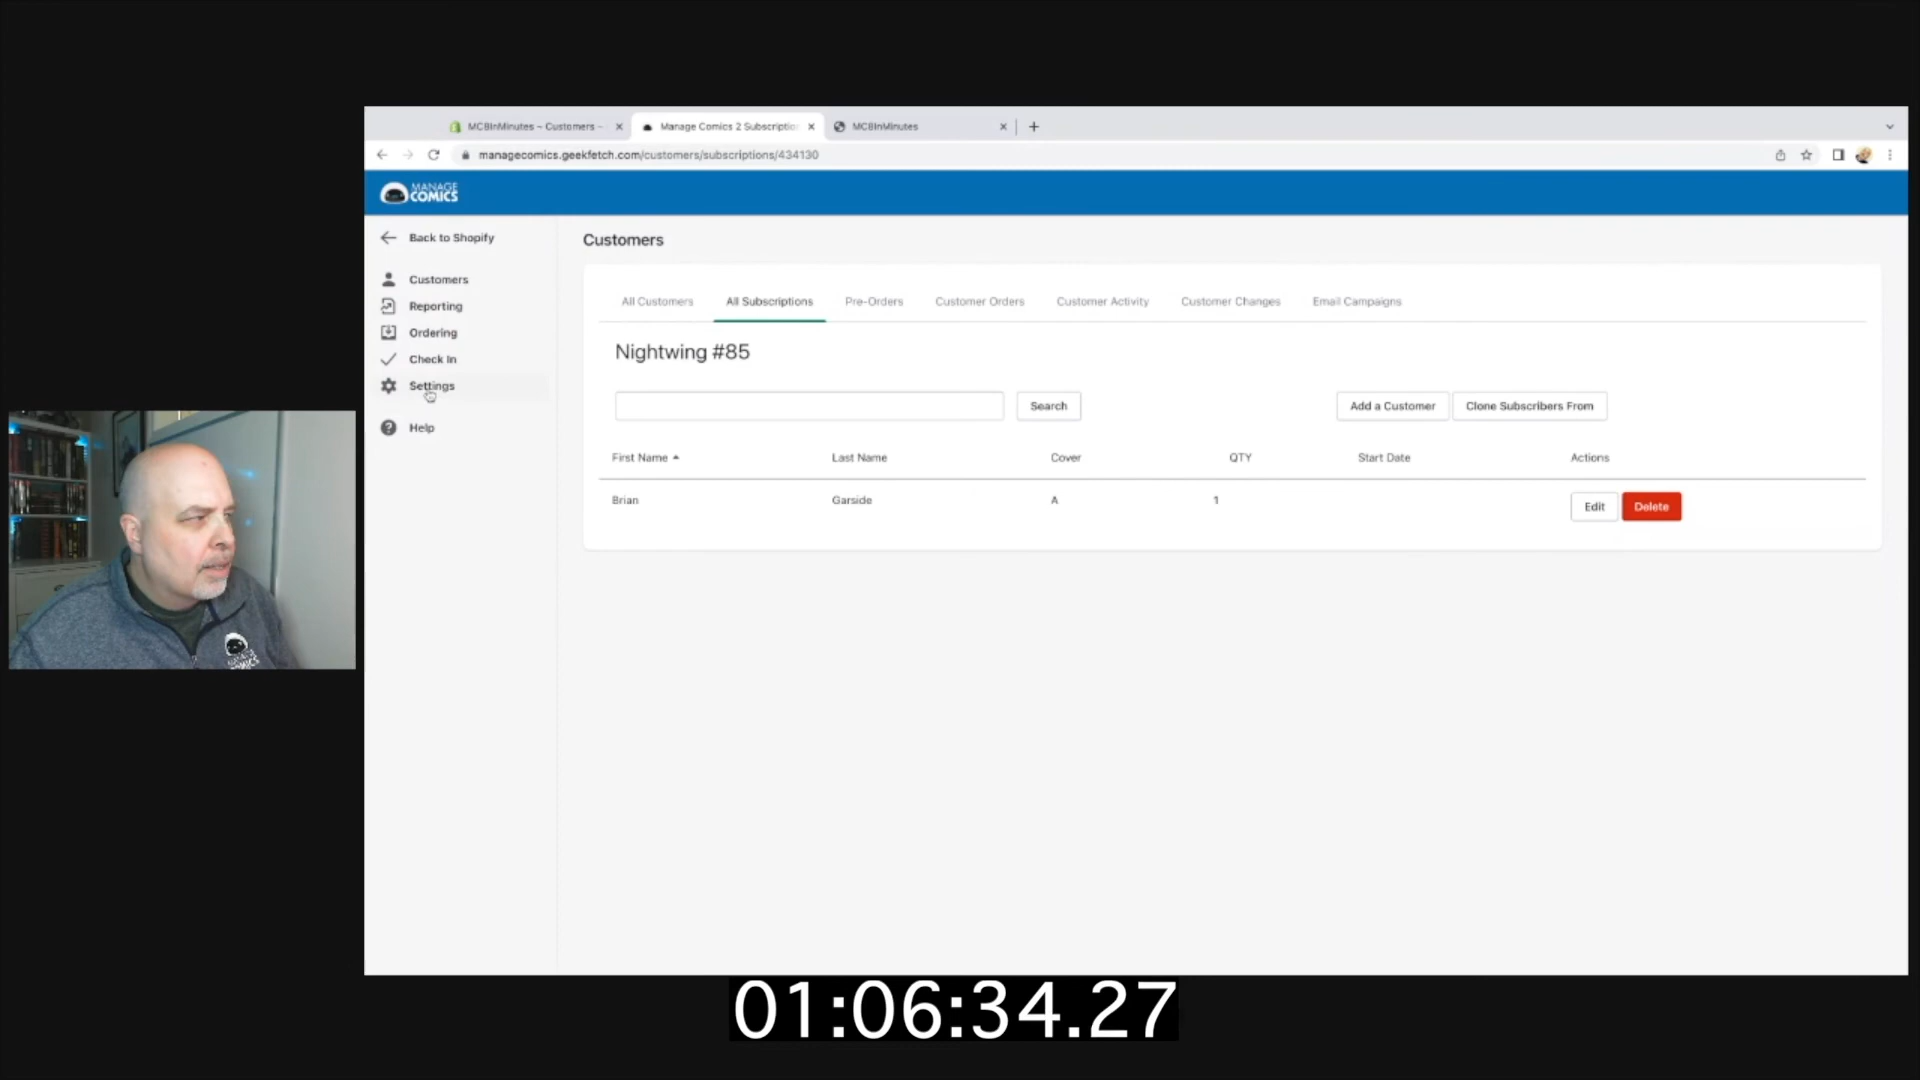 MCBInMinutes ~ Customers ~
Manage Comics 2 Subscriptio
MCBInMinutes
managecomics.geekfetch.com/customers/subscriptions/434130
MANAGE
COMICS
Back to Shopify
Customers
Reporting
Ordering
Check In
Settings
Help
Customers
All Customers
All Subscriptions
Pre-Orders
Customer Orders
Customer Activity
Customer Changes
Email Campaigns
Nightwing #85
Search
Add a Customer
Clone Subscribers From
First Name
Last Name
Cover
QTY
Start Date
Actions
Brian
Garside
A
1
Edit
Delete
MANAGE
COMICS
01:06:34.27